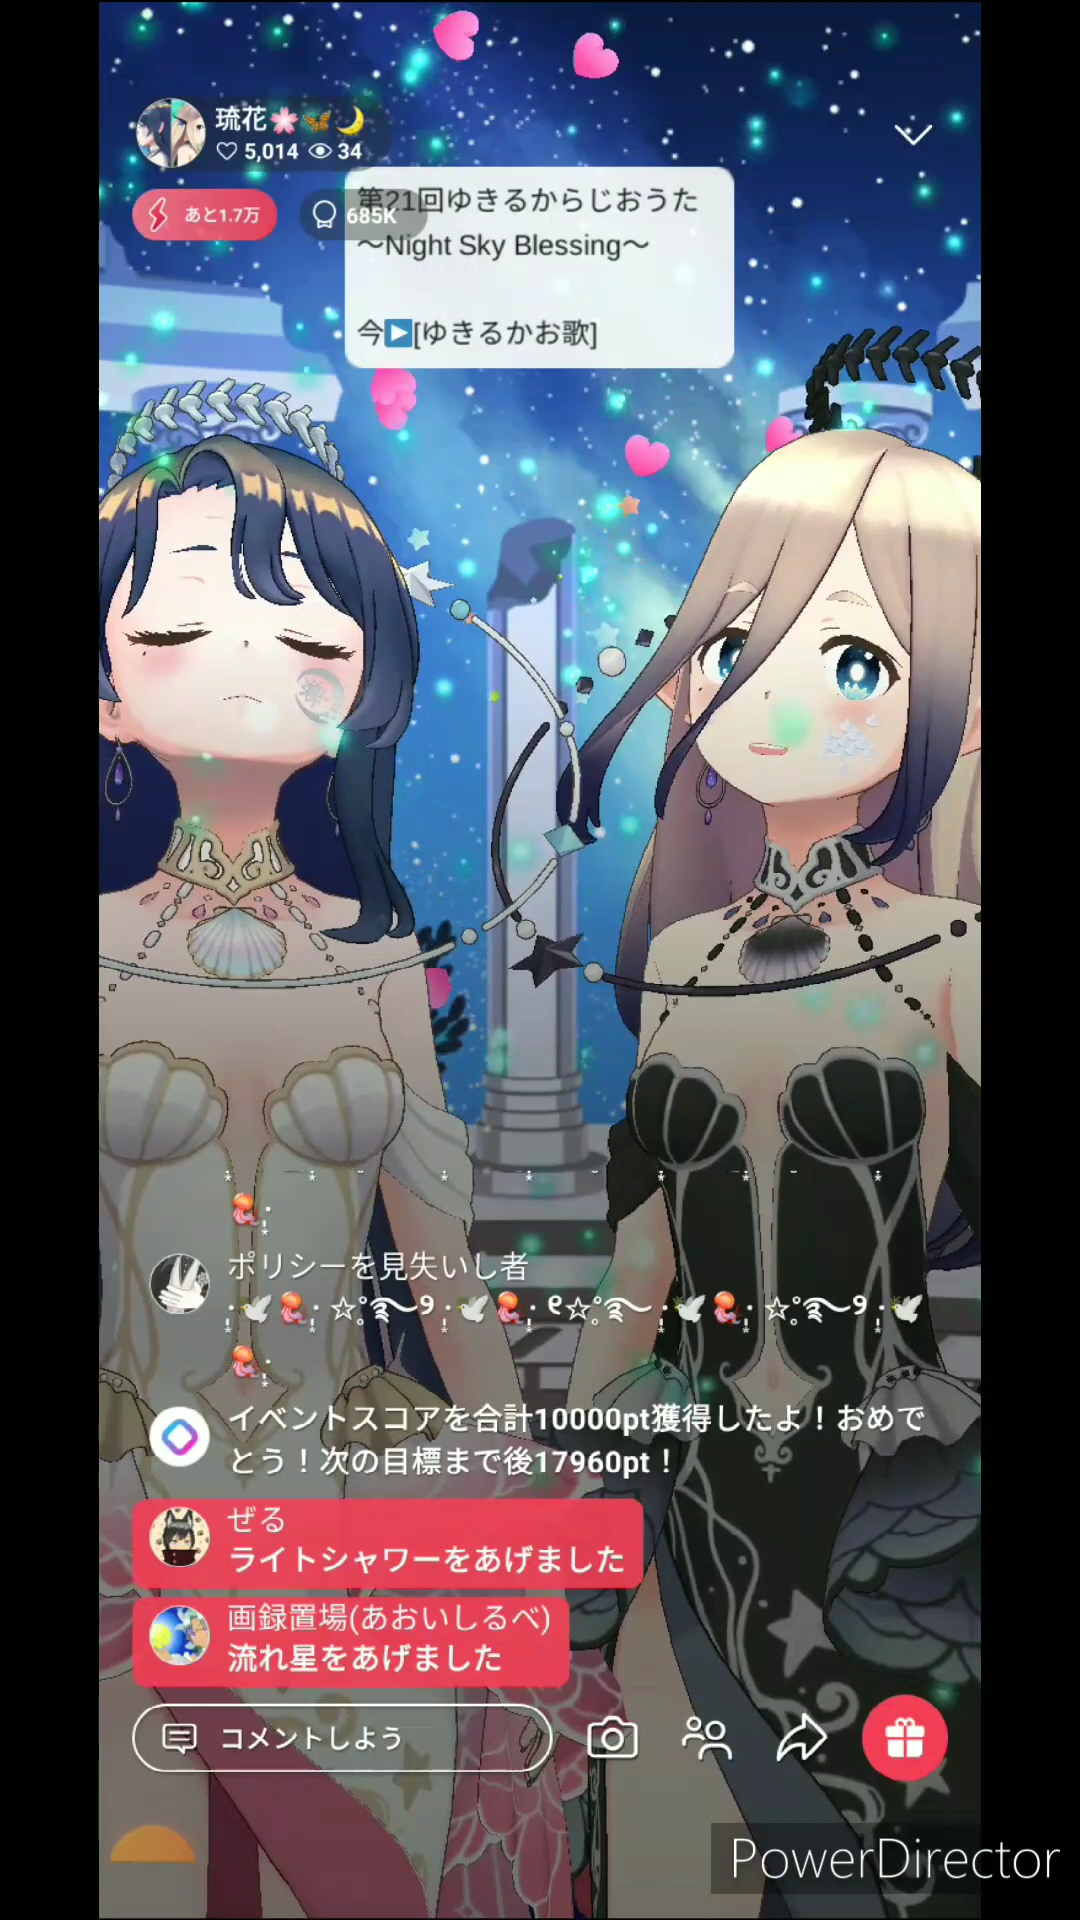 琉花🌸🦋🌙
5,014 34
あと1.7万 685K
第21回ゆきるからじおうた
～Night Sky Blessing～
今▶️[ゆきるかお歌]
ポリシーを見失いし者
イベントスコアを合計10000pt獲得したよ！おめで
とう！次の目標まで後17960pt！
ぜる
ライトシャワーをあげました
画録置場(あおいしるべ)
流れ星をあげました
コメントしよう
PowerDirector